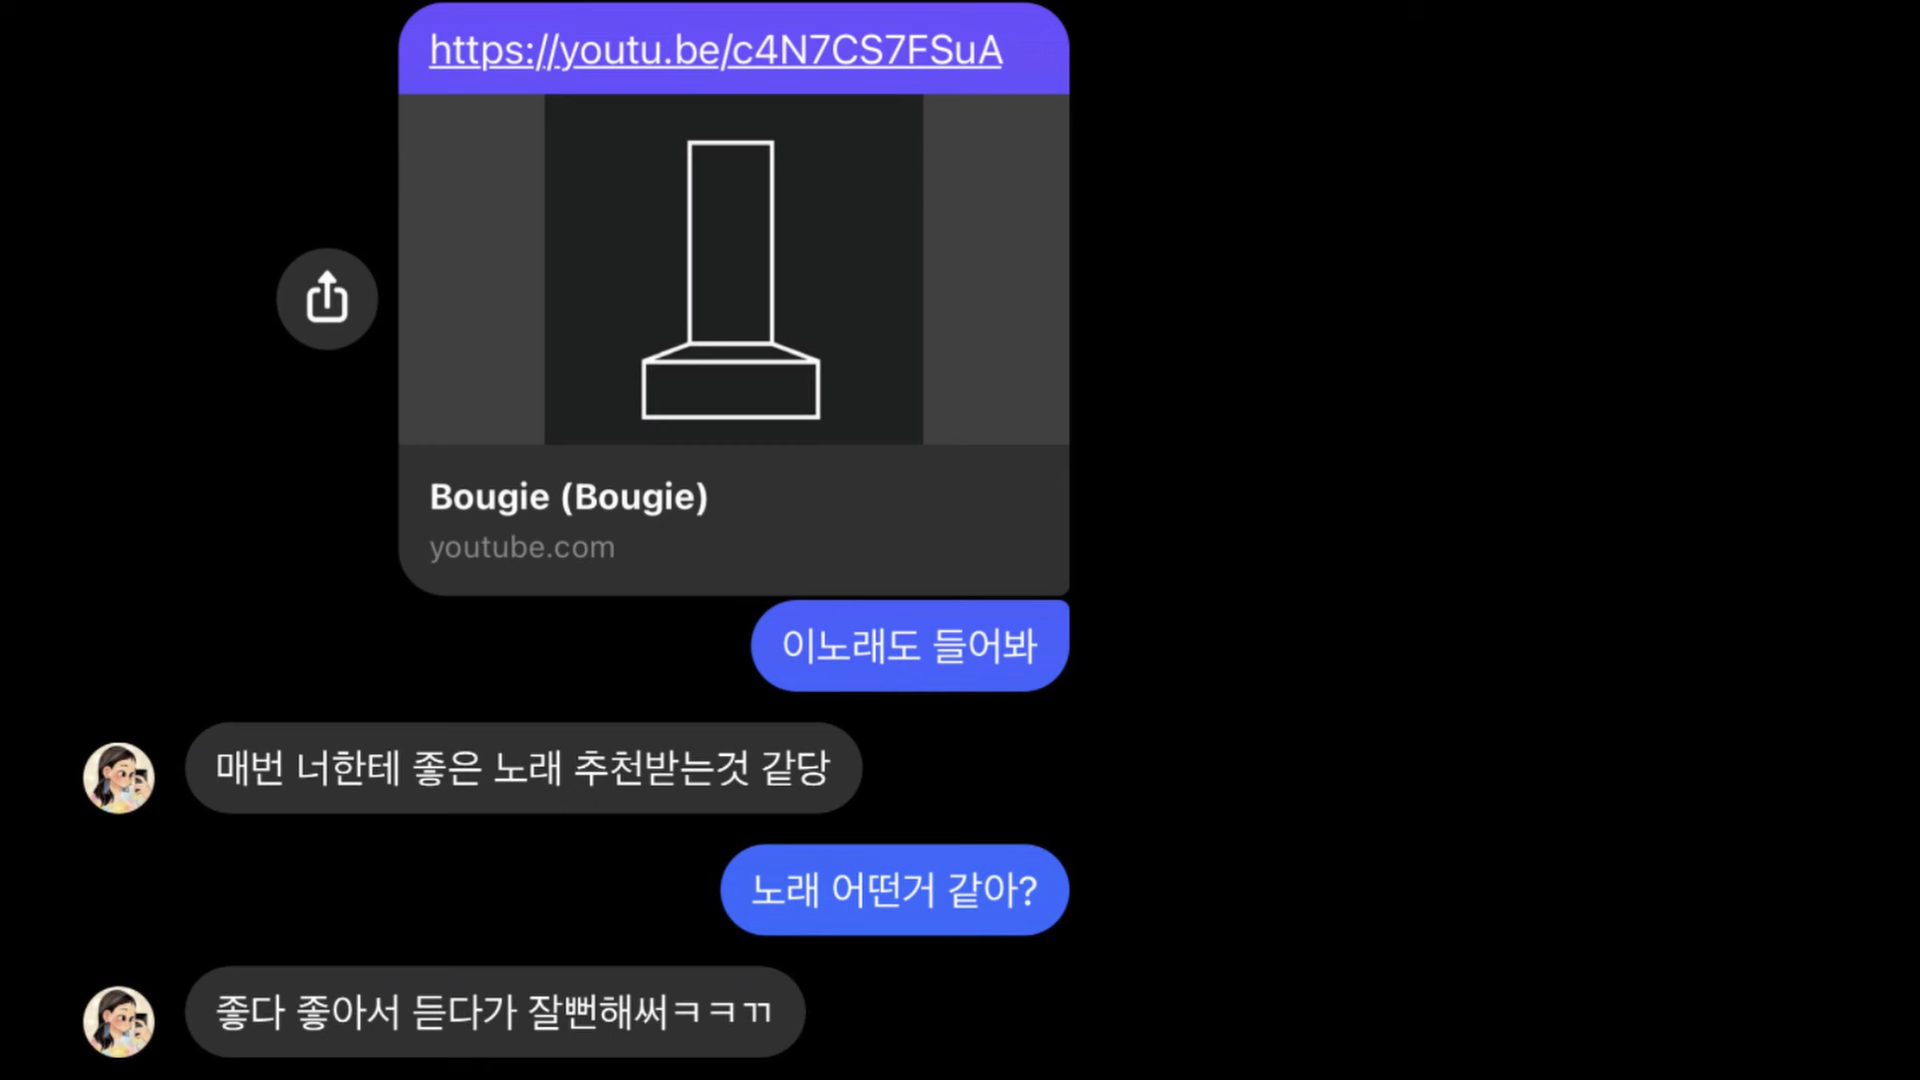 https://youtu.be/c4N7CS7FSuA
Bougie (Bougie)
youtube.com
이노래도 들어봐
매번 너한테 좋은 노래 추천받는것 같당
노래 어떤거 같아?
좋다 좋아서 듣다가 잘뻔해써ㅋㅋㄲ